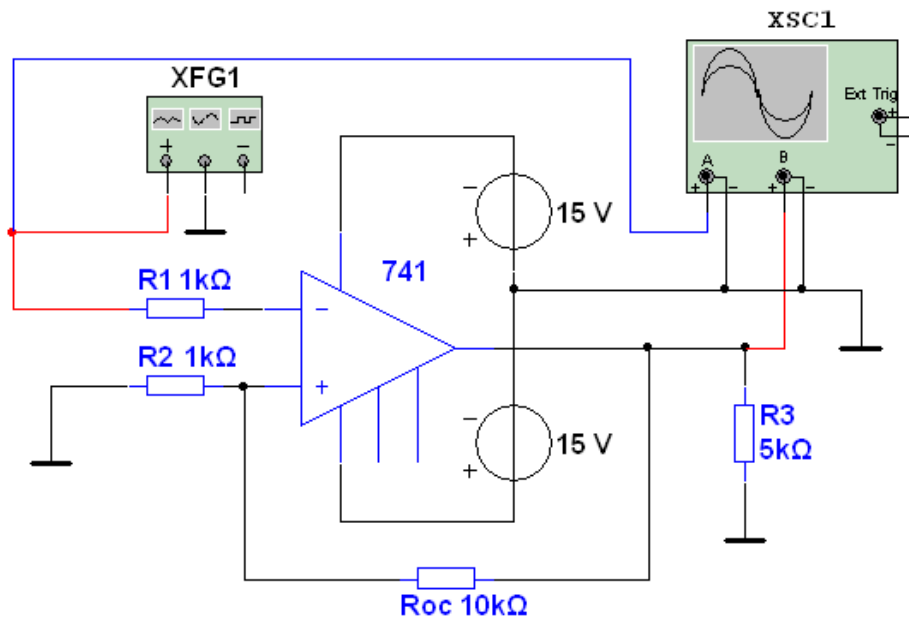 XSC1
XFG1
Ext Trig
+
−
A
B
+
−
+
−
+
−
−
+
15 V
741
R1 1kΩ
−
R2 1kΩ
+
−
+
15 V
R3
5kΩ
Roc 10kΩ